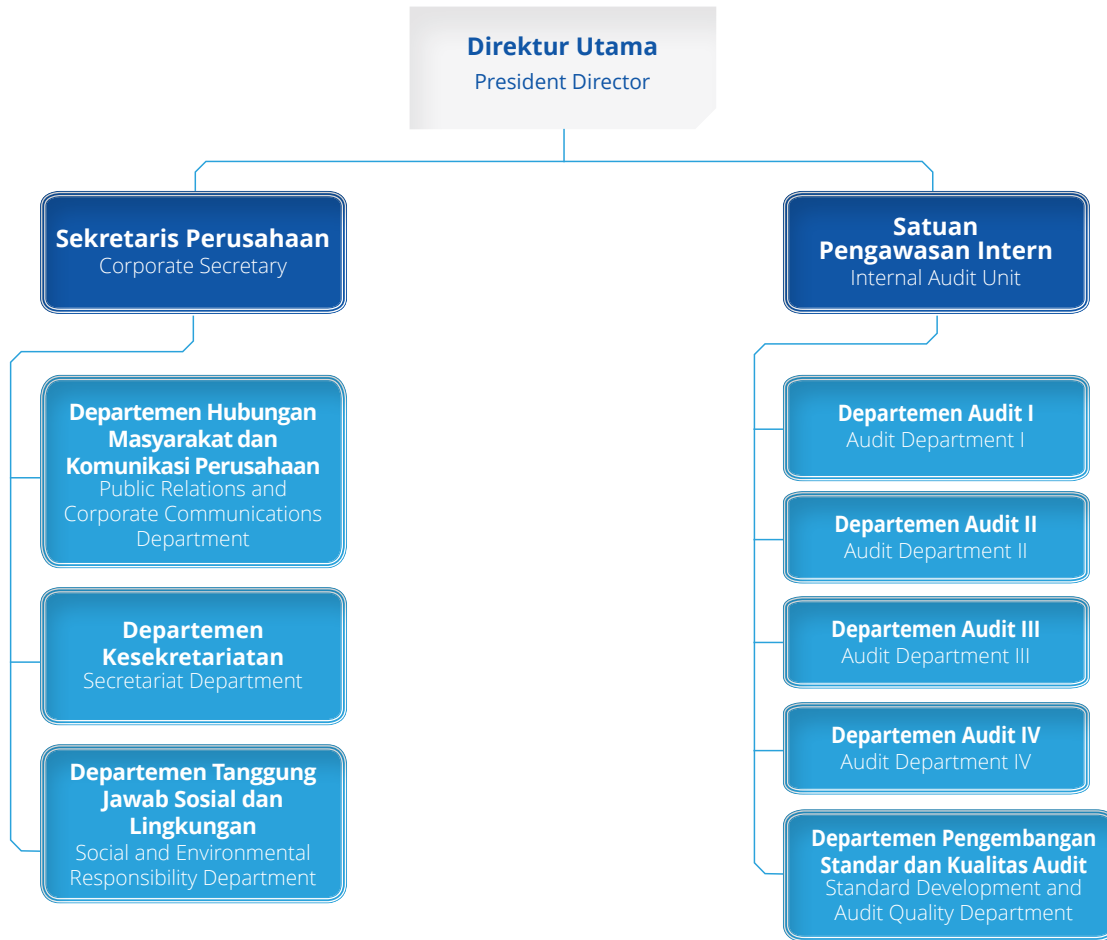 Direktur Utama
President Director
Sekretaris Perusahaan
Corporate Secretary
Departemen Hubungan
Masyarakat dan
Komunikasi Perusahaan
Public Relations and
Corporate Communications
Department
Departemen
Kesekretariatan
Secretariat Department
Departemen Tanggung
Jawab Sosial dan
Lingkungan
Social and Environmental
Responsibility Department
Satuan
Pengawasan Intern
Internal Audit Unit
Departemen Audit I
Audit Department I
Departemen Audit II
Audit Department II
Departemen Audit III
Audit Department III
Departemen Audit IV
Audit Department IV
Departemen Pengembangan
Standar dan Kualitas Audit
Standard Development and
Audit Quality Department